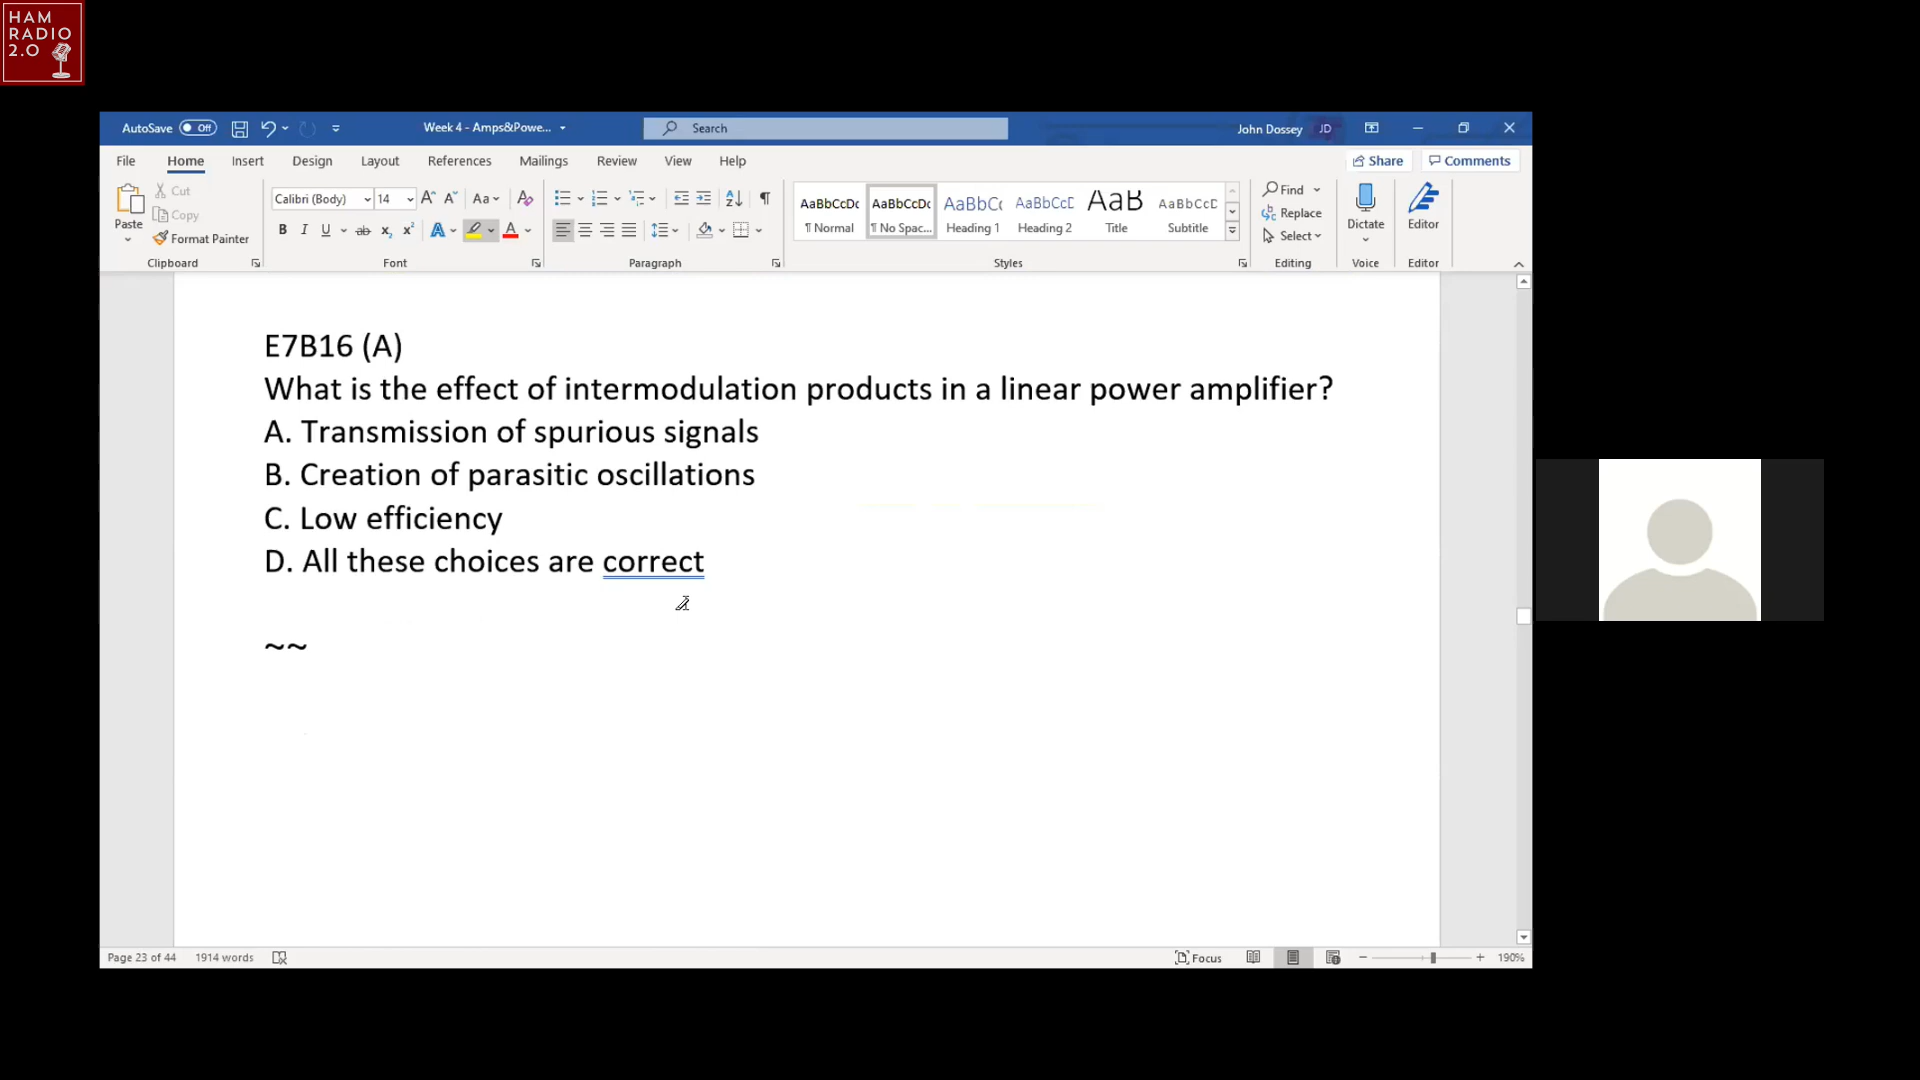 HAM
RADIO
2.0
AutoSave Off
Week 4 - Amps&Powe...
Search
John Dossey JD
File Home Insert Design Layout References Mailings Review View Help
Share Comments
Paste
Cut
Copy
Format Painter
Clipboard
Calibri (Body) 14
Font
Paragraph
AaBbCcDc AaBbCcDc AaBbCc AaBbCcD AaB AaBbCcD
¶ Normal ¶ No Spac... Heading 1 Heading 2 Title Subtitle
Styles
Find
Replace
Select
Editing
Dictate
Voice
Editor
Editor
E7B16 (A)
What is the effect of intermodulation products in a linear power amplifier?
A. Transmission of spurious signals
B. Creation of parasitic oscillations
C. Low efficiency
D. All these choices are correct
~~
Page 23 of 44 1914 words
Focus
190%